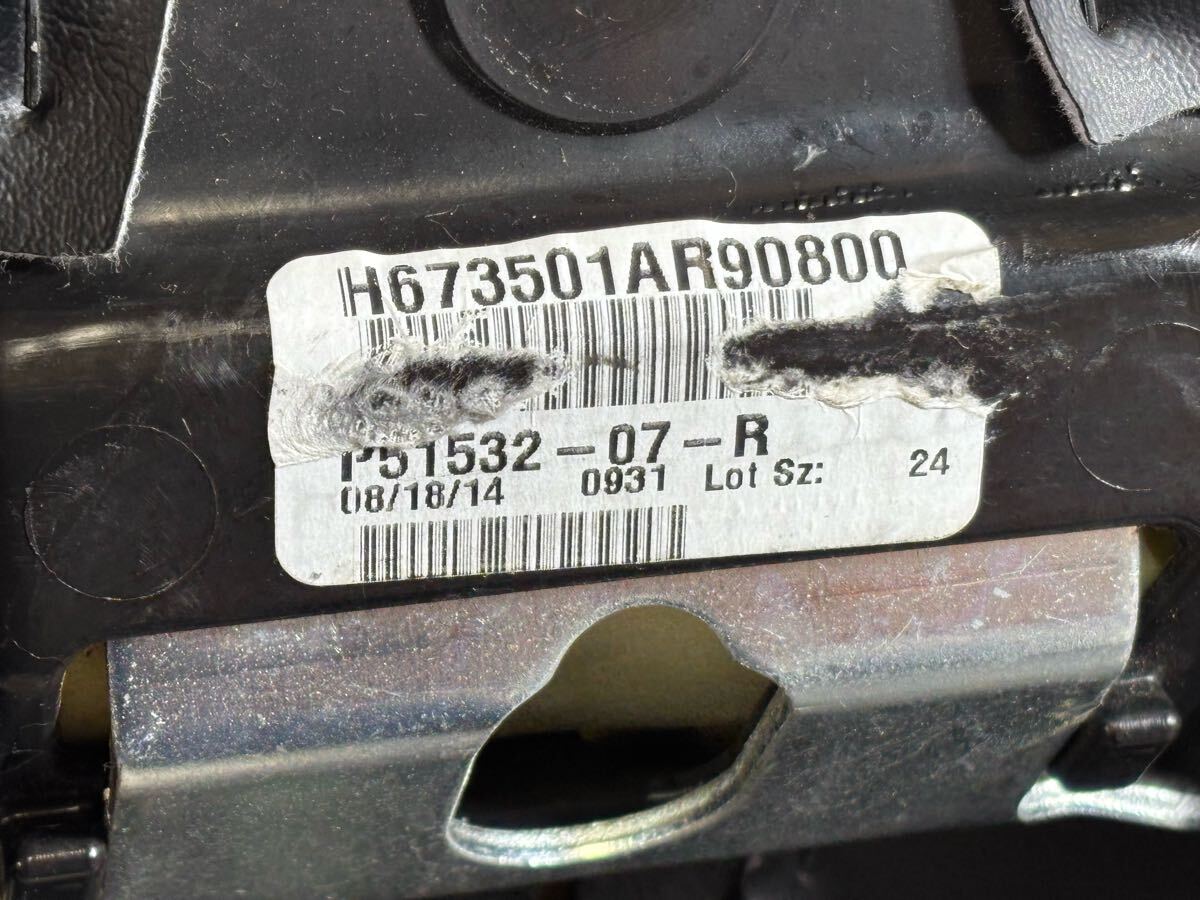 H673501AR90800
P51532-07-R
08/18/14 0931 Lot Sz: 24